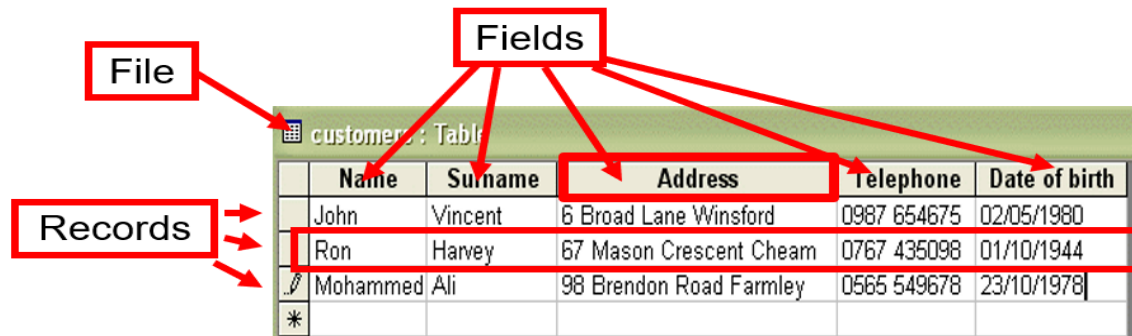 Fields
File
customers : Table
Name Surname Address Telephone Date of birth
Records
John Vincent 6 Broad Lane Winsford 0987 654675 02/05/1980
Ron Harvey 67 Mason Crescent Cheam 0767 435098 01/10/1944
Mohammed Ali 98 Brendon Road Farmley 0565 549678 23/10/1978